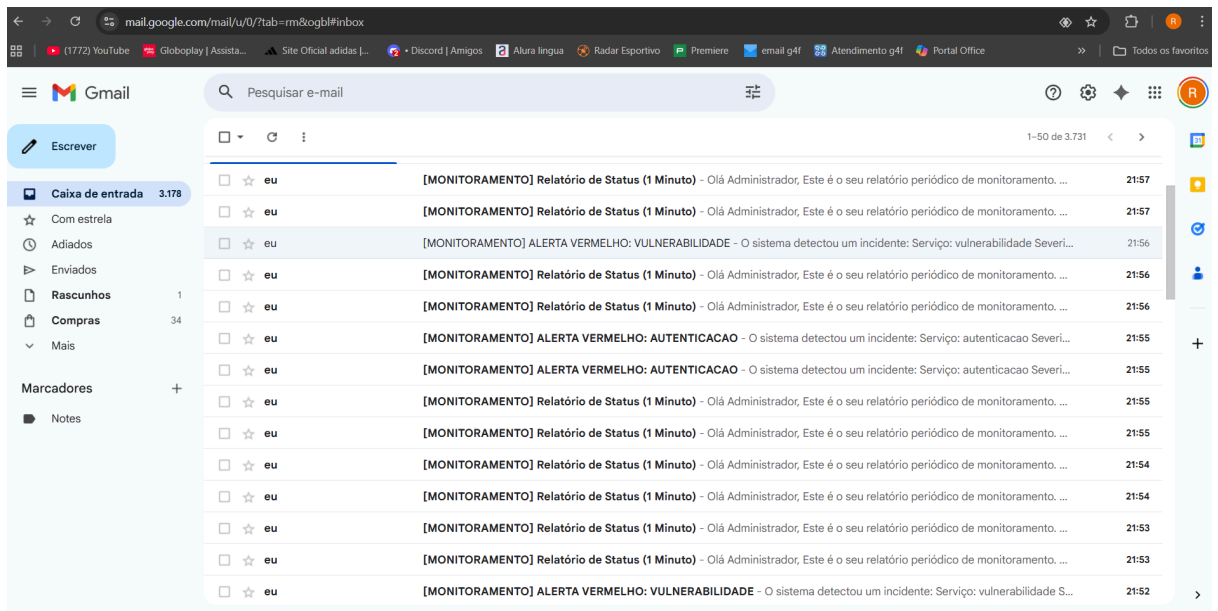 mail.google.com/mail/u/0/?tab=rm&ogbl#inbox
R
(1772) YouTube
Globoplay | Assista...
Site Oficial adidas |...
• Discord | Amigos
Alura lingua
Radar Esportivo
Premiere
email g4f
Atendimento g4f
Portal Office
»
Todos os favoritos
Gmail
Pesquisar e-mail
R
Escrever
1–50 de 3.731
31
Caixa de entrada 3.178
Com estrela
Adiados
Enviados
Rascunhos 1
Compras 34
Mais
Marcadores
Notes
eu [MONITORAMENTO] Relatório de Status (1 Minuto) - Olá Administrador, Este é o seu relatório periódico de monitoramento. ... 21:57
eu [MONITORAMENTO] Relatório de Status (1 Minuto) - Olá Administrador, Este é o seu relatório periódico de monitoramento. ... 21:57
eu [MONITORAMENTO] ALERTA VERMELHO: VULNERABILIDADE - O sistema detectou um incidente: Serviço: vulnerabilidade Severi... 21:56
eu [MONITORAMENTO] Relatório de Status (1 Minuto) - Olá Administrador, Este é o seu relatório periódico de monitoramento. ... 21:56
eu [MONITORAMENTO] Relatório de Status (1 Minuto) - Olá Administrador, Este é o seu relatório periódico de monitoramento. ... 21:56
eu [MONITORAMENTO] ALERTA VERMELHO: AUTENTICACAO - O sistema detectou um incidente: Serviço: autenticacao Severi... 21:55
eu [MONITORAMENTO] ALERTA VERMELHO: AUTENTICACAO - O sistema detectou um incidente: Serviço: autenticacao Severi... 21:55
eu [MONITORAMENTO] Relatório de Status (1 Minuto) - Olá Administrador, Este é o seu relatório periódico de monitoramento. ... 21:55
eu [MONITORAMENTO] Relatório de Status (1 Minuto) - Olá Administrador, Este é o seu relatório periódico de monitoramento. ... 21:55
eu [MONITORAMENTO] Relatório de Status (1 Minuto) - Olá Administrador, Este é o seu relatório periódico de monitoramento. ... 21:54
eu [MONITORAMENTO] Relatório de Status (1 Minuto) - Olá Administrador, Este é o seu relatório periódico de monitoramento. ... 21:54
eu [MONITORAMENTO] Relatório de Status (1 Minuto) - Olá Administrador, Este é o seu relatório periódico de monitoramento. ... 21:53
eu [MONITORAMENTO] Relatório de Status (1 Minuto) - Olá Administrador, Este é o seu relatório periódico de monitoramento. ... 21:53
eu [MONITORAMENTO] ALERTA VERMELHO: VULNERABILIDADE - O sistema detectou um incidente: Serviço: vulnerabilidade S... 21:52